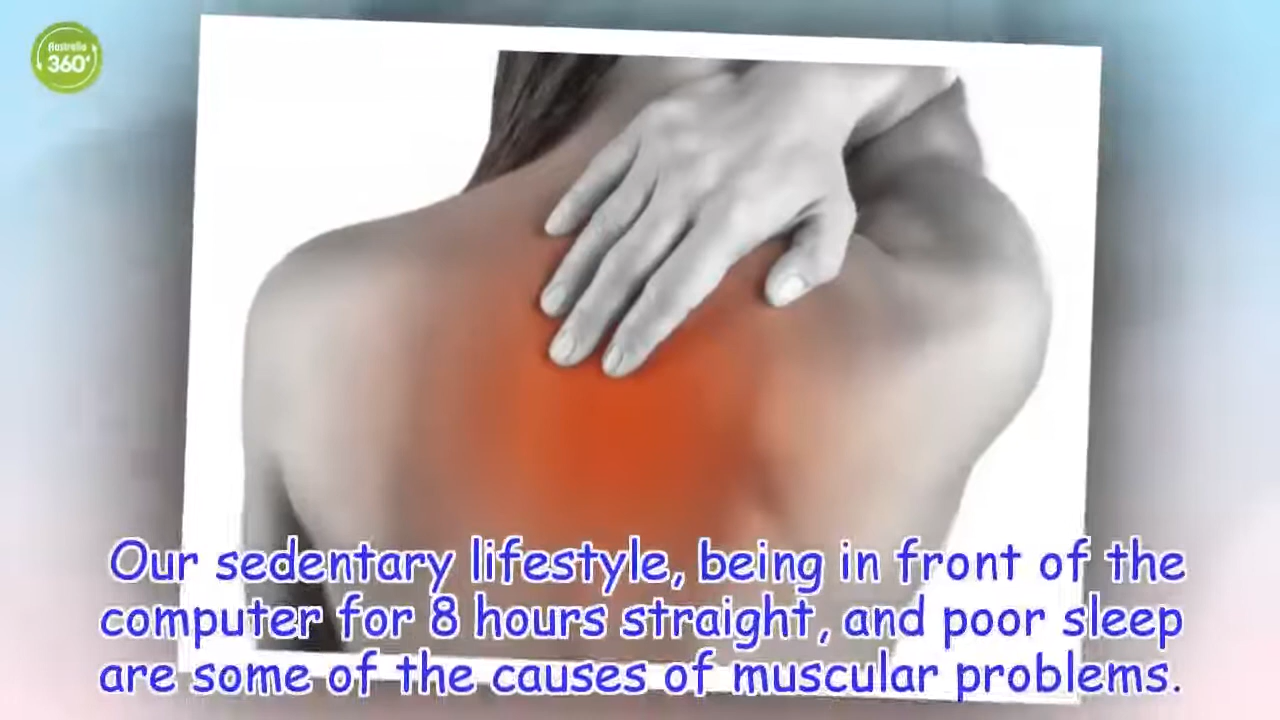 Australia
360°
Our sedentary lifestyle, being in front of the
computer for 8 hours straight, and poor sleep
are some of the causes of muscular problems.